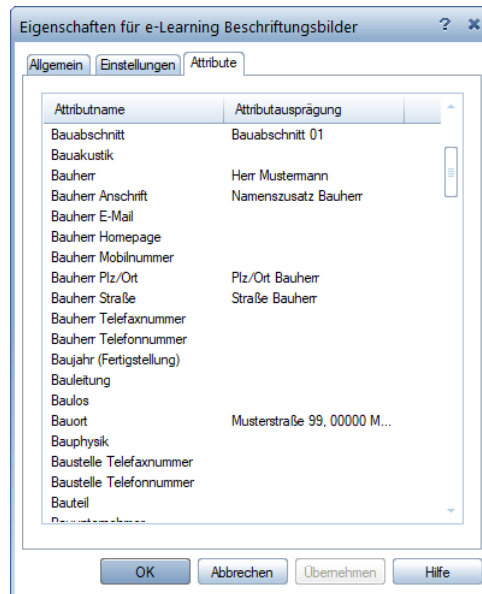 Eigenschaften für e-Learning Beschriftungsbilder
Allgemein Einstellungen Attribute
Attributname Attributausprägung
Bauabschnitt Bauabschnitt 01
Bauakustik
Bauherr Herr Mustermann
Bauherr Anschrift Namenszusatz Bauherr
Bauherr E-Mail
Bauherr Homepage
Bauherr Mobilnummer
Bauherr Plz/Ort Plz/Ort Bauherr
Bauherr Straße Straße Bauherr
Bauherr Telefaxnummer
Bauherr Telefonnummer
Baujahr (Fertigstellung)
Bauleitung
Baulos
Bauort Musterstraße 99, 00000 M...
Bauphysik
Baustelle Telefaxnummer
Baustelle Telefonnummer
Bauteil
OK Abbrechen Übernehmen Hilfe